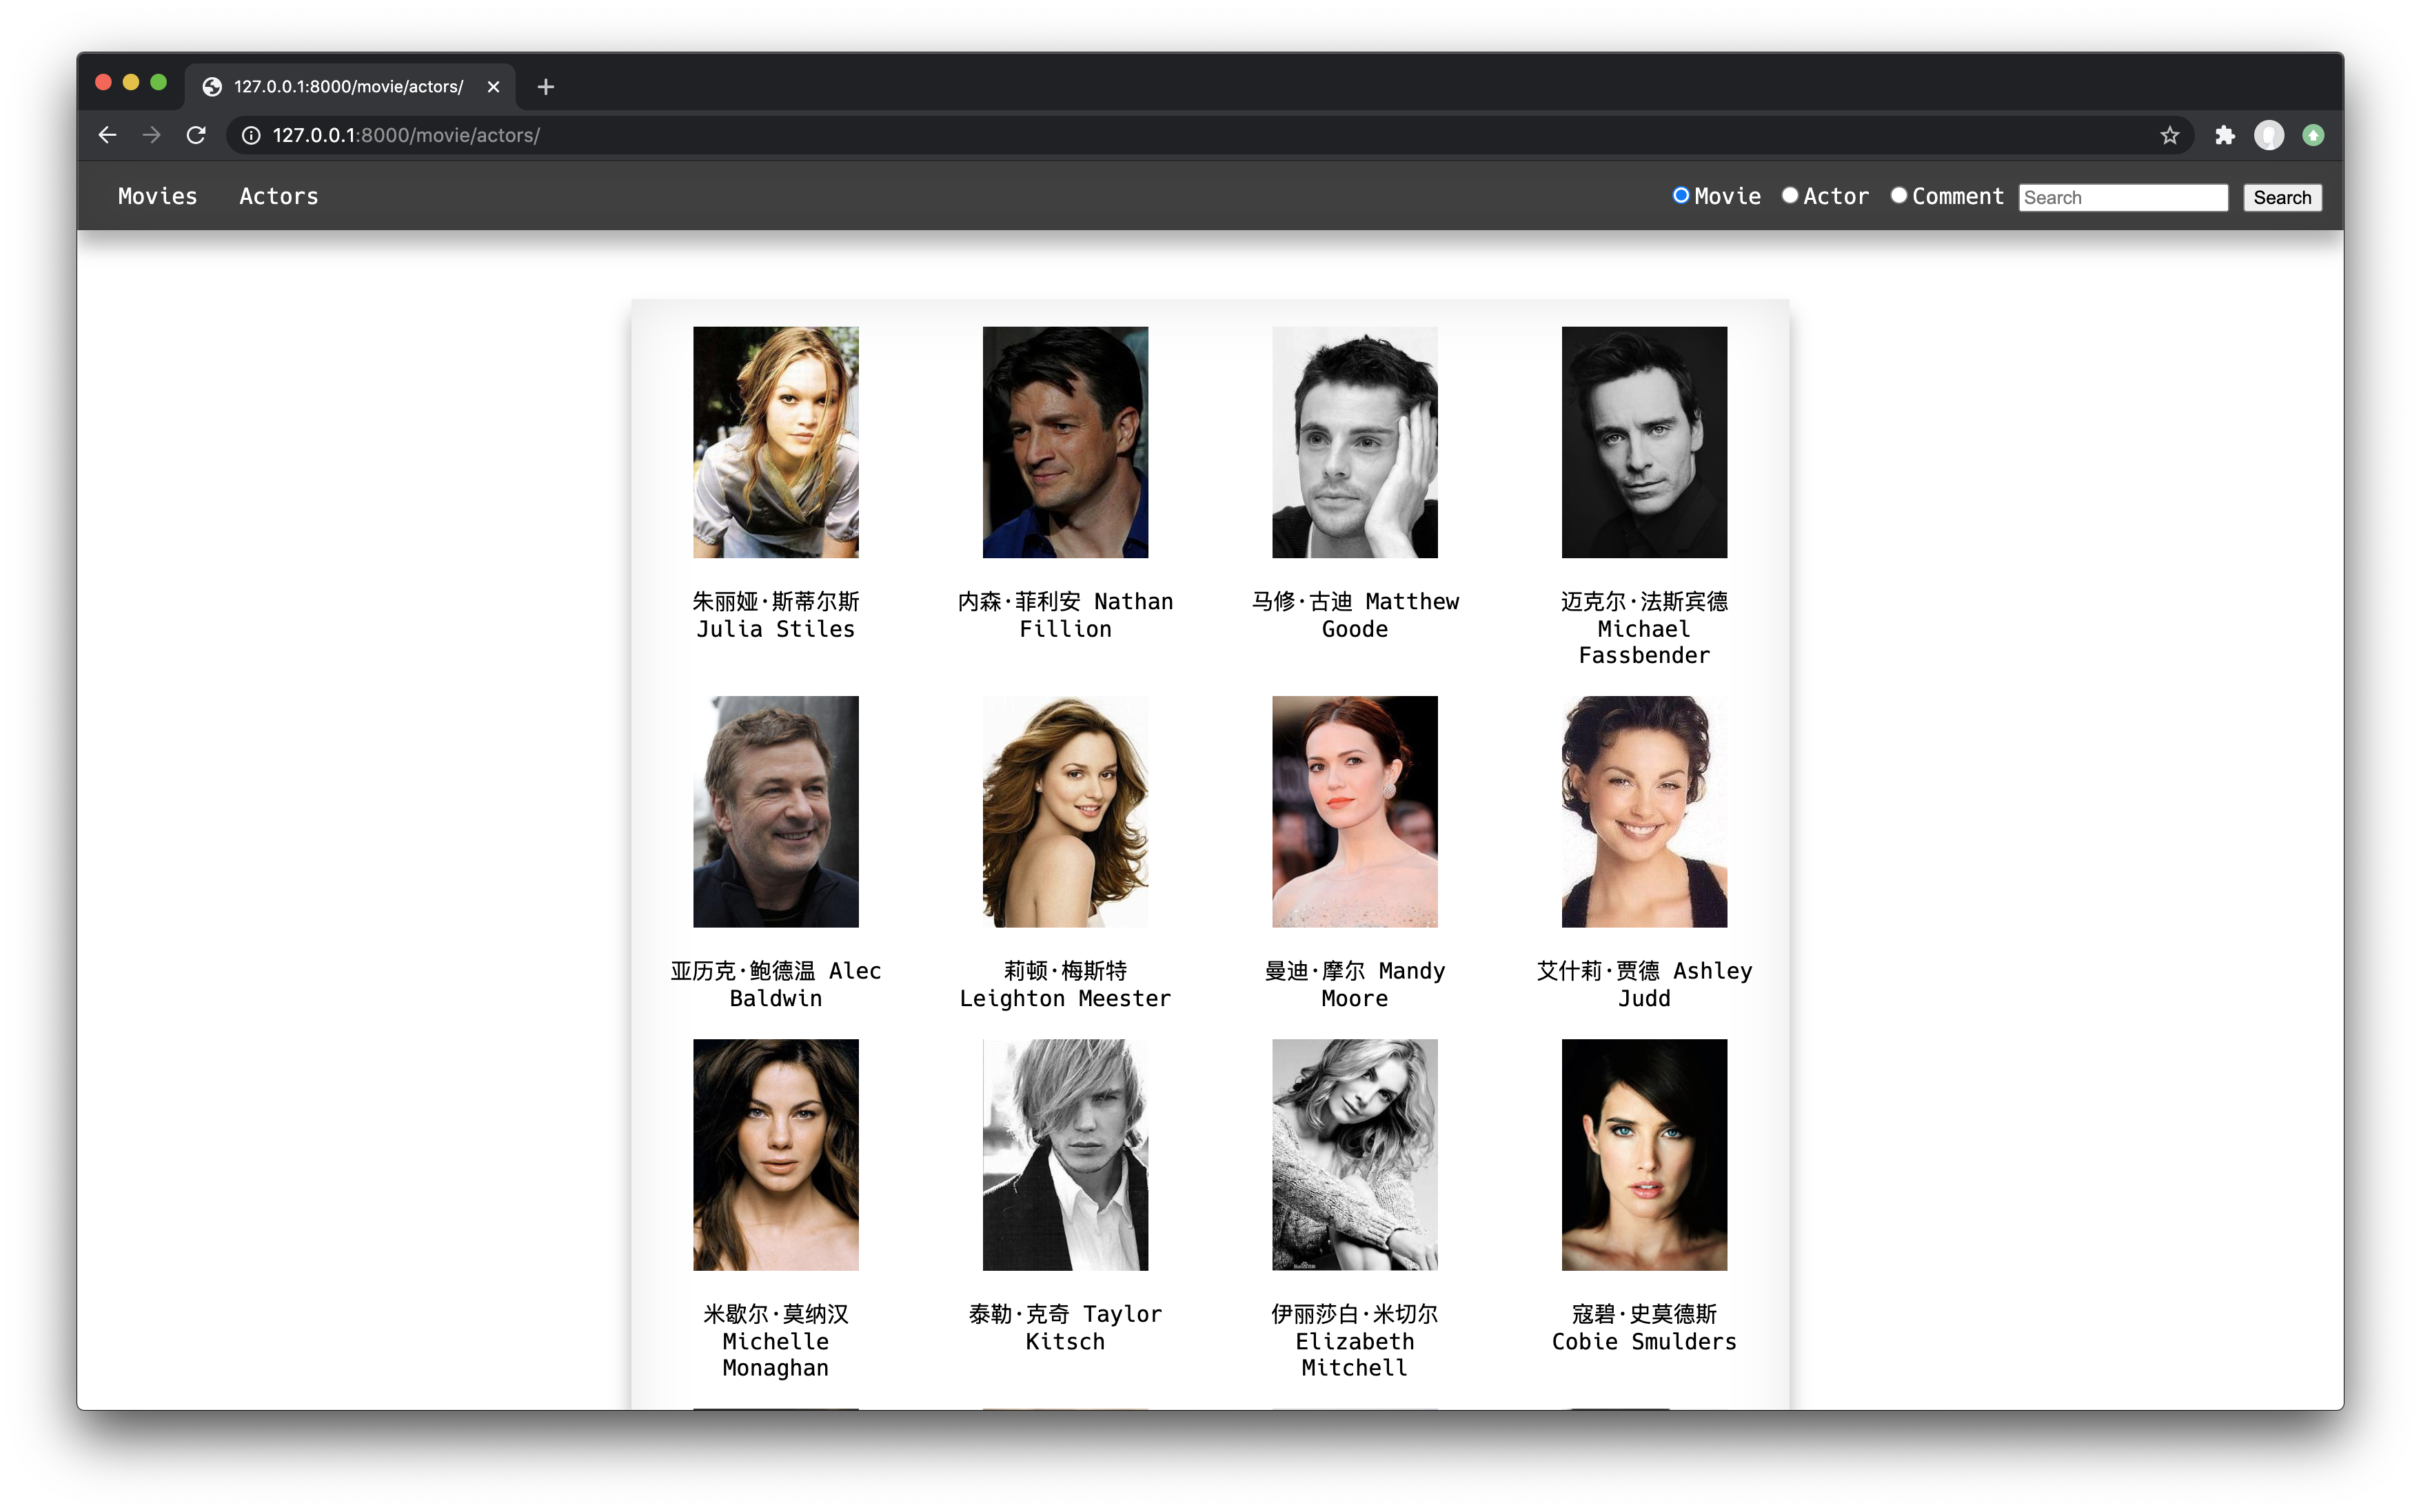 127.0.0.1:8000/movie/actors/
127.0.0.1:8000/movie/actors/
Movies Actors Movie Actor Comment Search Search
朱丽娅·斯蒂尔斯
Julia Stiles
内森·菲利安 Nathan
Fillion
马修·古迪 Matthew
Goode
迈克尔·法斯宾德
Michael
Fassbender
亚历克·鲍德温 Alec
Baldwin
莉顿·梅斯特
Leighton Meester
曼迪·摩尔 Mandy
Moore
艾什莉·贾德 Ashley
Judd
米歇尔·莫纳汉
Michelle
Monaghan
泰勒·克奇 Taylor
Kitsch
伊丽莎白·米切尔
Elizabeth
Mitchell
寇碧·史莫德斯
Cobie Smulders